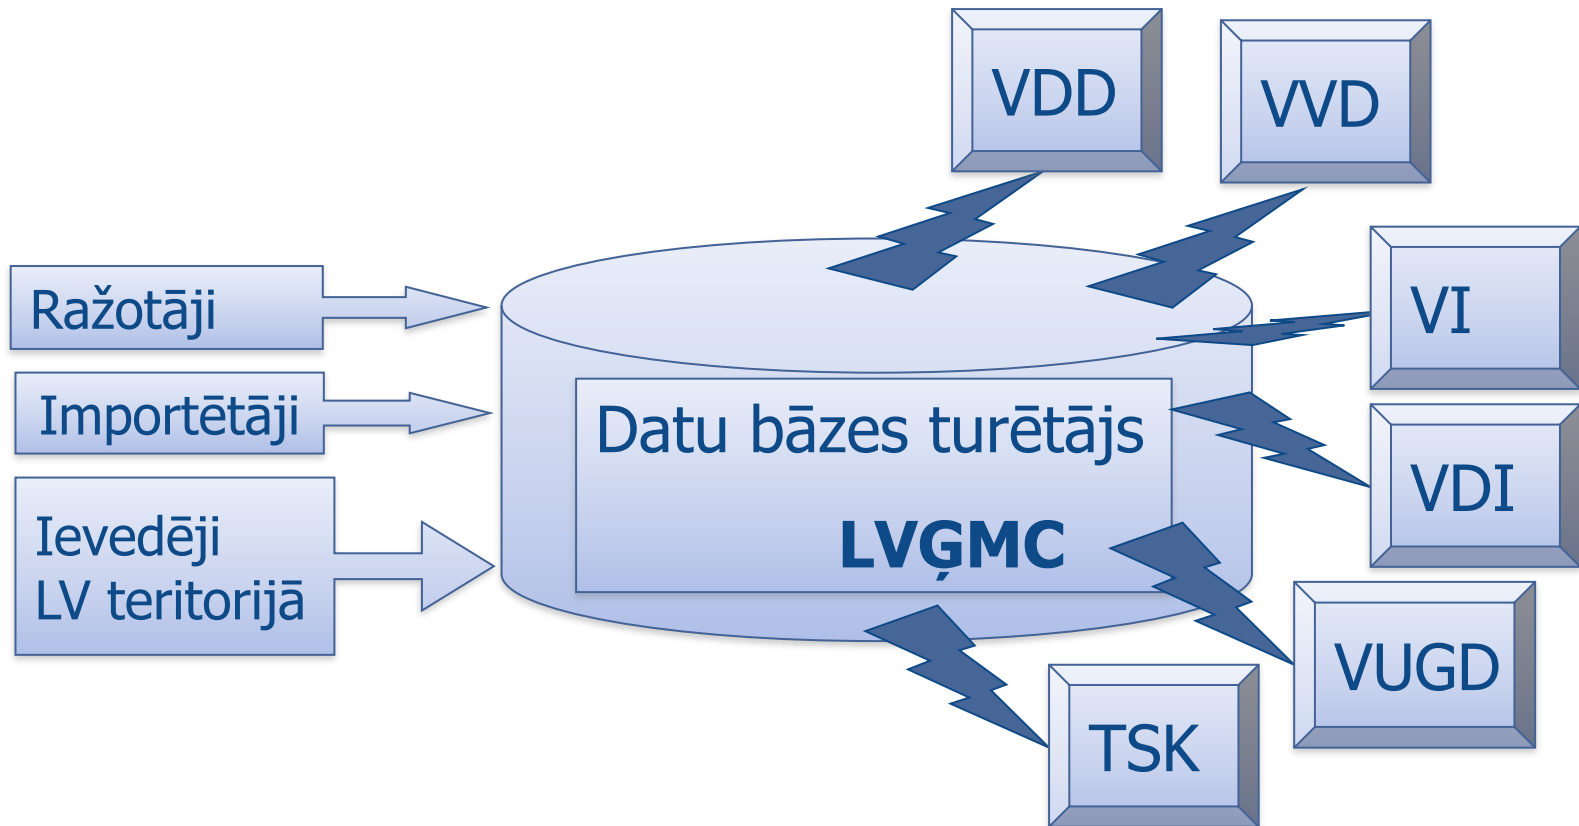 VDD
VVD
Ražotāji
VI
Importētāji
Datu bāzes turētājs
LVĢMC
VDI
Ievedēji
LV teritorijā
VUGD
TSK